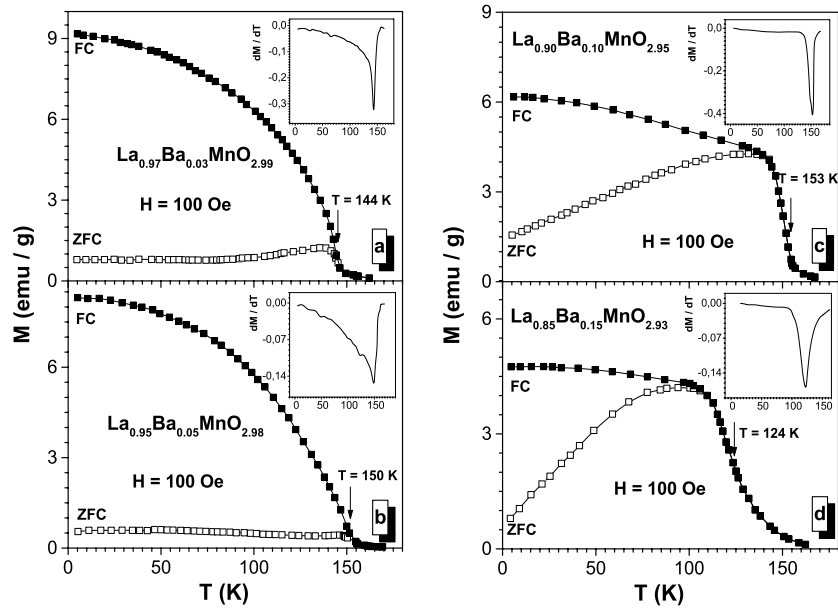 M (emu / g)
9
6
3
0
FC
La0.97Ba0.03MnO2.99
H = 100 Oe
ZFC
T = 144 K
a
dM / dT
0,0
-0,1
-0,2
-0,3
0 50 100 150
9
6
3
0
FC
La0.95Ba0.05MnO2.98
H = 100 Oe
ZFC
T = 150 K
b
dM / dT
0,00
-0,07
-0,14
0 50 100 150
0 50 100 150
T (K)
M (emu / g)
9
6
3
0
La0.90Ba0.10MnO2.95
FC
ZFC
H = 100 Oe
T = 153 K
c
dM / dT
0,0
-0,2
-0,4
0 50 100 150
6
3
0
La0.85Ba0.15MnO2.93
FC
ZFC
H = 100 Oe
T = 124 K
d
dM / dT
0,00
-0,07
-0,14
0 50 100 150
0 50 100 150
T (K)